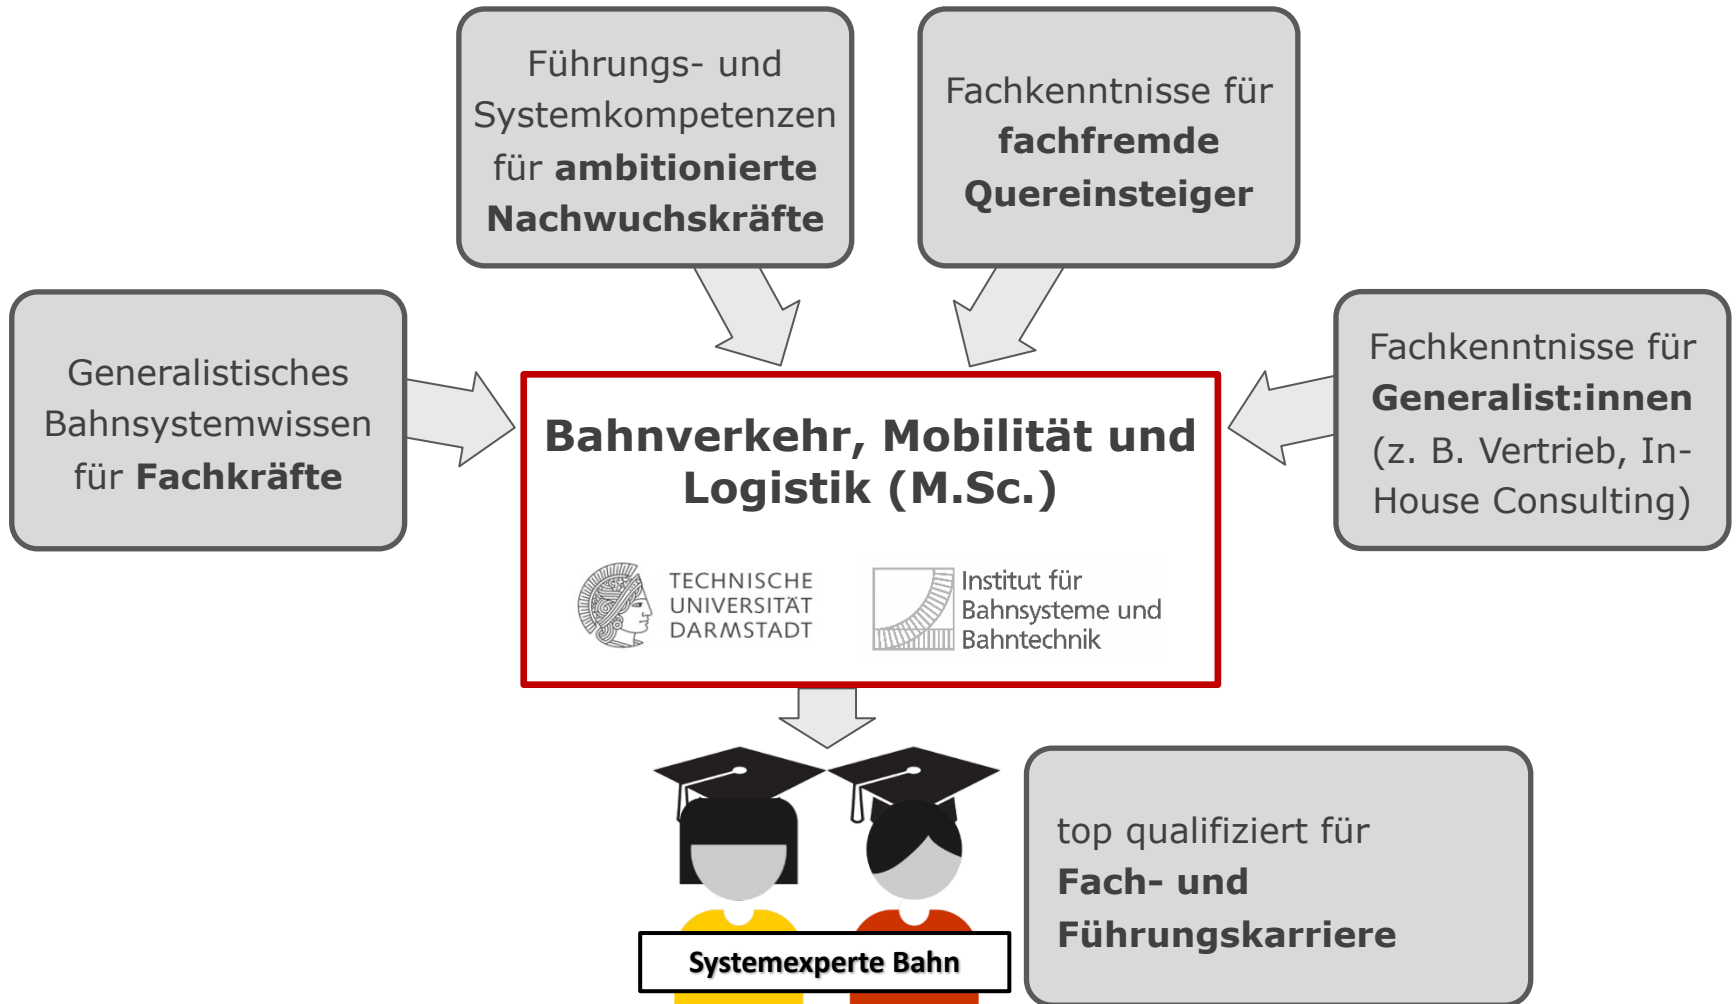 Führungs- und
Systemkompetenzen
für ambitionierte
Nachwuchskräfte
Fachkenntnisse für
fachfremde
Quereinsteiger
Generalistisches
Bahnsystemwissen
für Fachkräfte
Fachkenntnisse für
Generalist:innen
(z. B. Vertrieb, In-
House Consulting)
Bahnverkehr, Mobilität und
Logistik (M.Sc.)
TECHNISCHE
UNIVERSITÄT
DARMSTADT
Institut für
Bahnsysteme und
Bahntechnik
top qualifiziert für
Fach- und
Führungskarriere
Systemexperte Bahn